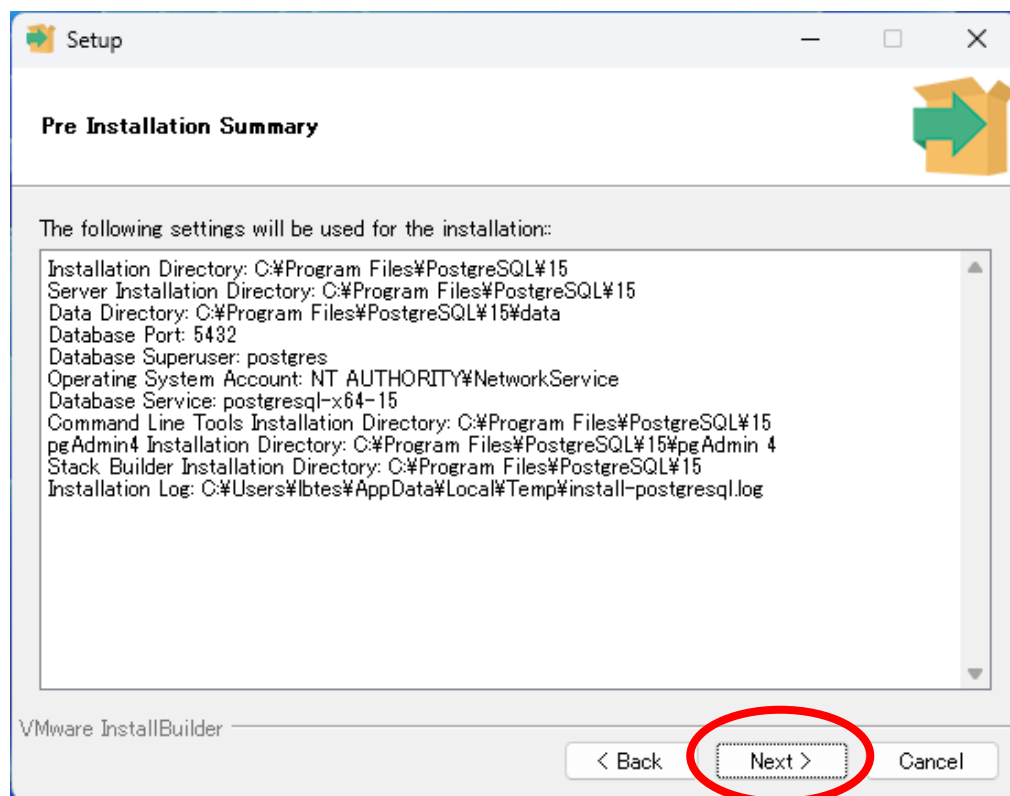 Setup
Pre Installation Summary
The following settings will be used for the installation::
Installation Directory: C:¥Program Files¥PostgreSQL¥15
Server Installation Directory: C:¥Program Files¥PostgreSQL¥15
Data Directory: C:¥Program Files¥PostgreSQL¥15¥data
Database Port: 5432
Database Superuser: postgres
Operating System Account: NT AUTHORITY¥NetworkService
Database Service: postgresql-x64-15
Command Line Tools Installation Directory: C:¥Program Files¥PostgreSQL¥15
pgAdmin4 Installation Directory: C:¥Program Files¥PostgreSQL¥15¥pgAdmin 4
Stack Builder Installation Directory: C:¥Program Files¥PostgreSQL¥15
Installation Log: C:¥Users¥lbtes¥AppData¥Local¥Temp¥install-postgresql.log
VMware InstallBuilder
< Back Next > Cancel